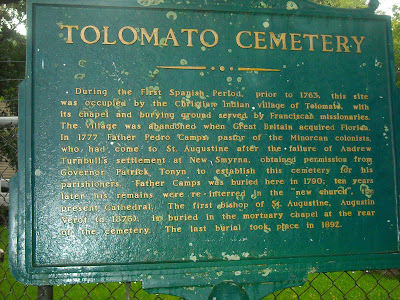 TOLOMATO CEMETERY
During the First Spanish Period, prior to 1763, this site
was occupied by the Christian Indian village of Tolomato, with
its chapel and burying ground served by Franciscan missionaries.
The village was abandoned when Great Britain acquired Florida.
In 1777 Father Pedro Camps, pastor of the Minorcan colonists,
who had come to St. Augustine after the failure of Andrew
Turnbull's settlement at New Smyrna, obtained permission from
Governor Patrick Tonyn to establish this cemetery for his
parishioners. Father Camps was buried here in 1790; ten years
later his remains were re-interred in the "new church," the
present Cathedral. The first bishop of St. Augustine, Augustin
Verot (d. 1876), is buried in the mortuary chapel at the rear
of the cemetery. The last burial took place in 1892.